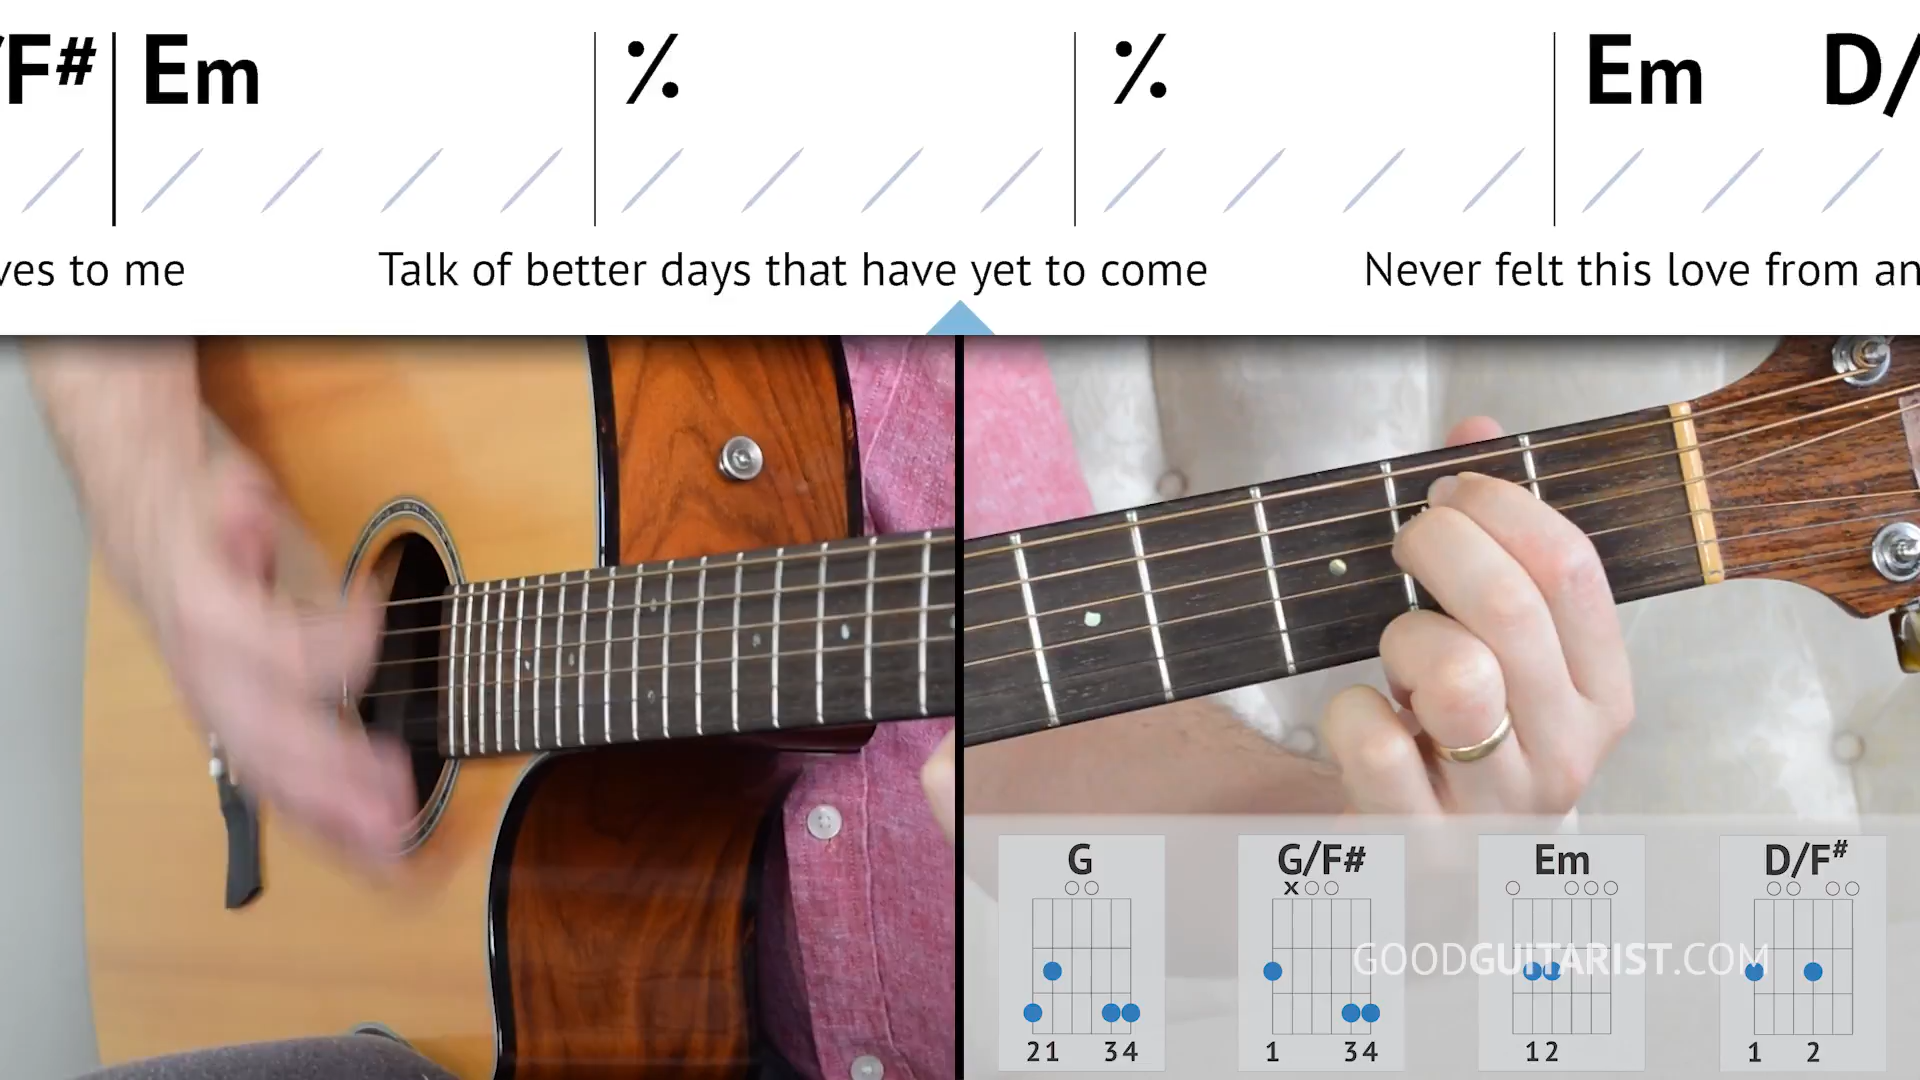 /F# Em 𝄎 𝄎 Em D/
ves to me Talk of better days that have yet to come Never felt this love from an
G G/F# Em D/F#
x
GOODGUITARIST.COM
21 34 1 34 12 1 2